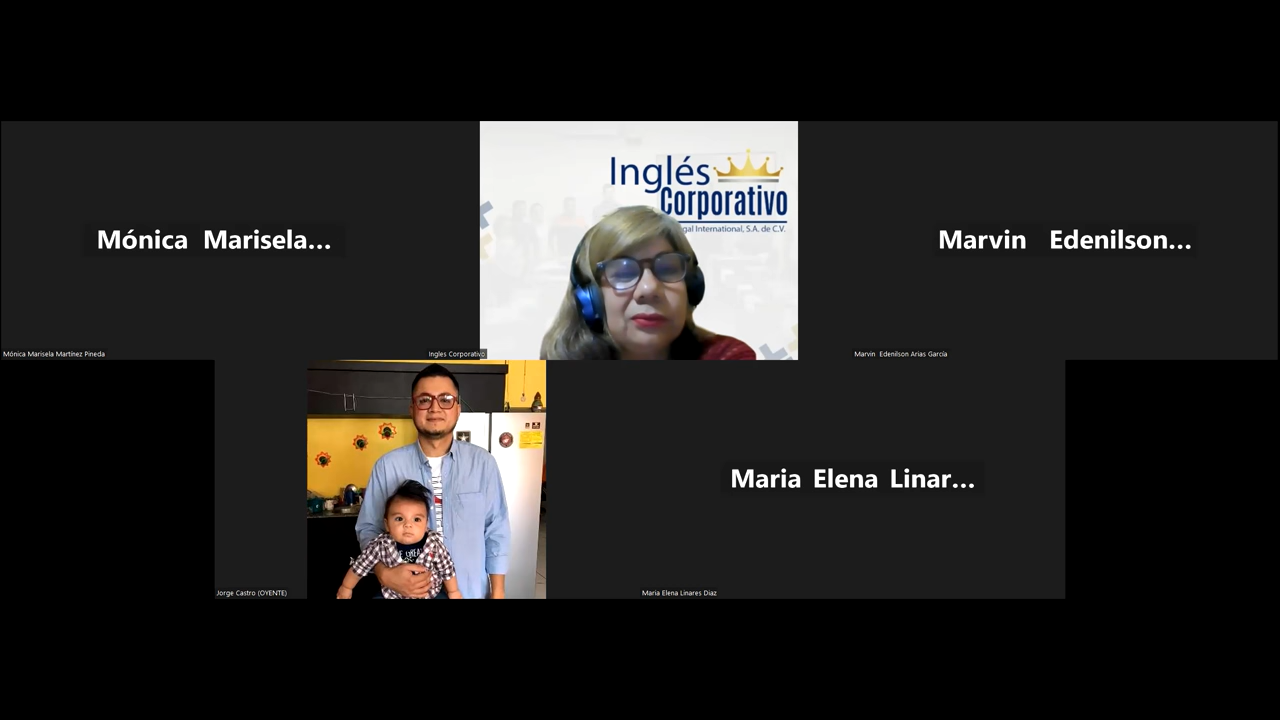 Mónica Marisela...
Mónica Marisela Martínez Pineda
Inglés
Corporativo
gal International, S.A. de C.V.
Ingles Corporativo
Marvin Edenilson...
Marvin Edenilson Arias García
Jorge Castro (OYENTE)
Maria Elena Linar...
Maria Elena Linares Diaz